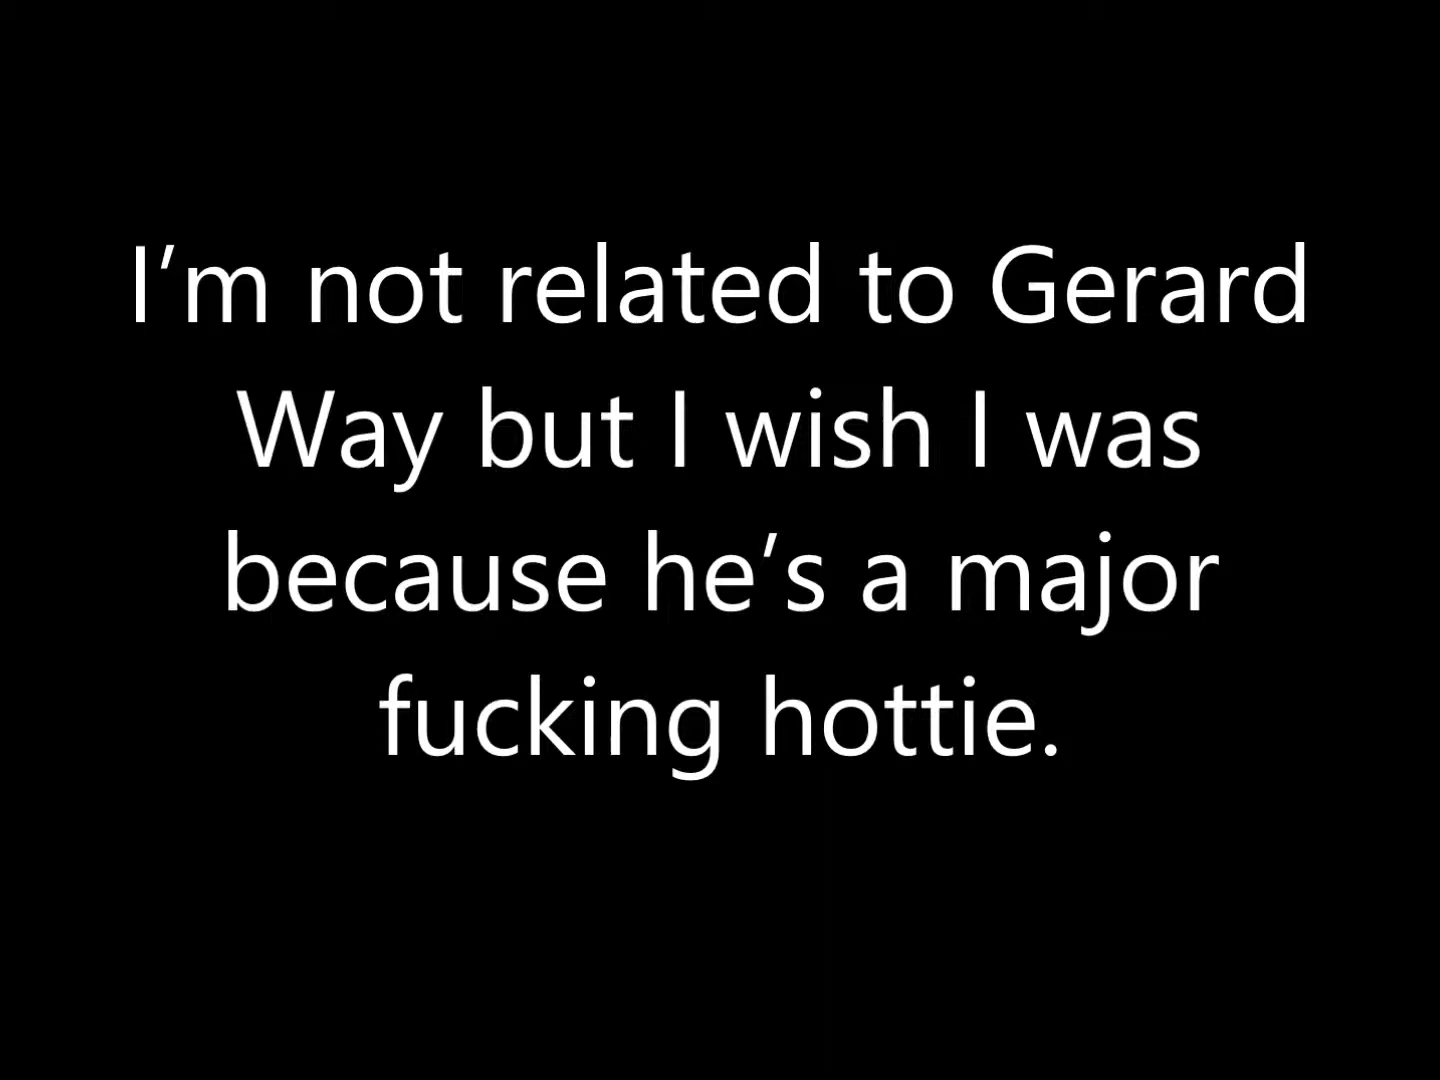 I’m not related to Gerard
Way but I wish I was
because he’s a major
fucking hottie.